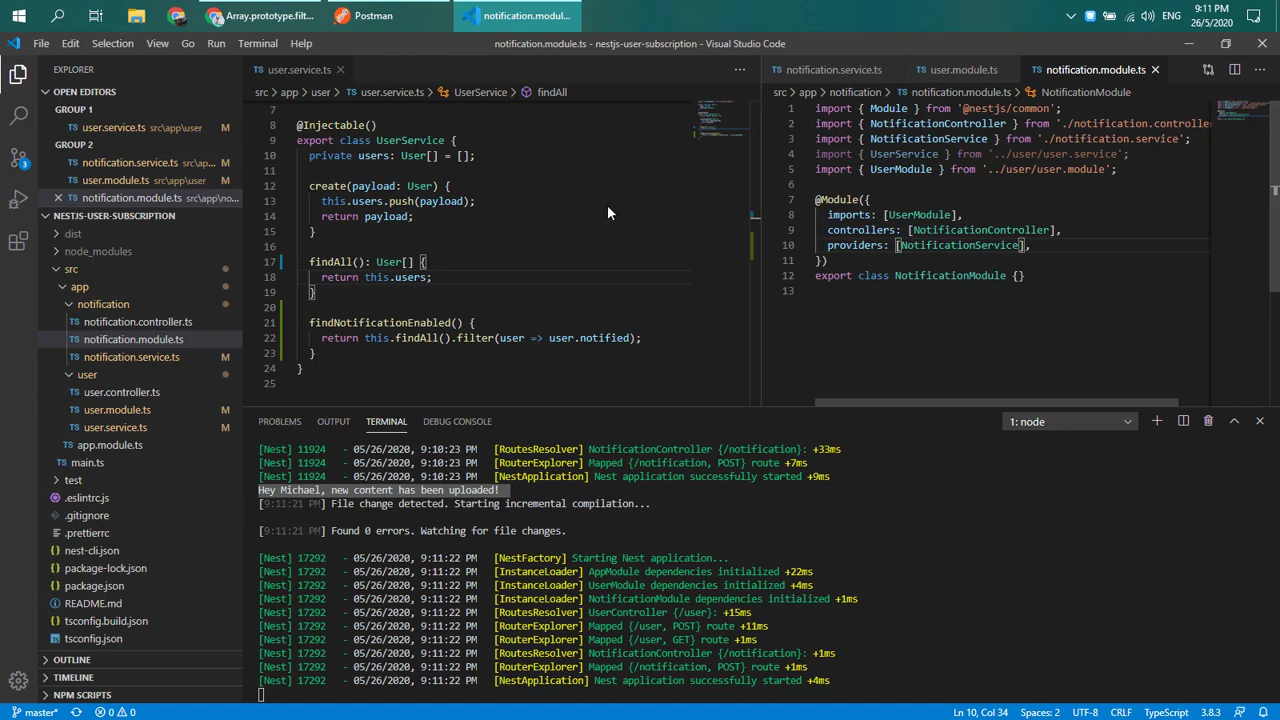 Array.prototype.filt...
Postman
notification.modul...
ENG
9:11 PM
26/5/2020
File Edit Selection View Go Run Terminal Help
notification.module.ts - nestjs-user-subscription - Visual Studio Code
EXPLORER
OPEN EDITORS
GROUP 1
user.service.ts src\app\user M
GROUP 2
notification.service.ts src\ap... M
user.module.ts src\app\user M
notification.module.ts src\app\no...
NESTJS-USER-SUBSCRIPTION
dist
node_modules
src
app
notification
notification.controller.ts
notification.module.ts
notification.service.ts M
user
user.controller.ts
user.module.ts M
user.service.ts M
app.module.ts
main.ts
test
.eslintrc.js
.gitignore
.prettierrc
nest-cli.json
package-lock.json
package.json
README.md
tsconfig.build.json
tsconfig.json
OUTLINE
TIMELINE
NPM SCRIPTS
3
user.service.ts
src > app > user > user.service.ts > UserService > findAll
7
8 @Injectable()
9 export class UserService {
10 private users: User[] = [];
11
12 create(payload: User) {
13 this.users.push(payload);
14 return payload;
15 }
16
17 findAll(): User[] {
18 return this.users;
19 }
20
21 findNotificationEnabled() {
22 return this.findAll().filter(user => user.notified);
23 }
24 }
25
notification.service.ts
user.module.ts
notification.module.ts
src > app > notification > notification.module.ts > NotificationModule
1 import { Module } from '@nestjs/common';
2 import { NotificationController } from './notification.controller
3 import { NotificationService } from './notification.service';
4 import { UserService } from '../user/user.service';
5 import { UserModule } from '../user/user.module';
6
7 @Module({
8 imports: [UserModule],
9 controllers: [NotificationController],
10 providers: [NotificationService],
11 })
12 export class NotificationModule {}
13
PROBLEMS OUTPUT TERMINAL DEBUG CONSOLE
1: node
[Nest] 11924 - 05/26/2020, 9:10:23 PM [RoutesResolver] NotificationController {/notification}: +33ms
[Nest] 11924 - 05/26/2020, 9:10:23 PM [RouterExplorer] Mapped {/notification, POST} route +7ms
[Nest] 11924 - 05/26/2020, 9:10:23 PM [NestApplication] Nest application successfully started +9ms
Hey Michael, new content has been uploaded!
[9:11:21 PM] File change detected. Starting incremental compilation...
[9:11:21 PM] Found 0 errors. Watching for file changes.
[Nest] 17292 - 05/26/2020, 9:11:22 PM [NestFactory] Starting Nest application...
[Nest] 17292 - 05/26/2020, 9:11:22 PM [InstanceLoader] AppModule dependencies initialized +22ms
[Nest] 17292 - 05/26/2020, 9:11:22 PM [InstanceLoader] UserModule dependencies initialized +4ms
[Nest] 17292 - 05/26/2020, 9:11:22 PM [InstanceLoader] NotificationModule dependencies initialized +1ms
[Nest] 17292 - 05/26/2020, 9:11:22 PM [RoutesResolver] UserController {/user}: +15ms
[Nest] 17292 - 05/26/2020, 9:11:22 PM [RouterExplorer] Mapped {/user, POST} route +11ms
[Nest] 17292 - 05/26/2020, 9:11:22 PM [RouterExplorer] Mapped {/user, GET} route +1ms
[Nest] 17292 - 05/26/2020, 9:11:22 PM [RoutesResolver] NotificationController {/notification}: +1ms
[Nest] 17292 - 05/26/2020, 9:11:22 PM [RouterExplorer] Mapped {/notification, POST} route +1ms
[Nest] 17292 - 05/26/2020, 9:11:22 PM [NestApplication] Nest application successfully started +4ms
master* 0 0 Ln 10, Col 34 Spaces: 2 UTF-8 CRLF TypeScript 3.8.3